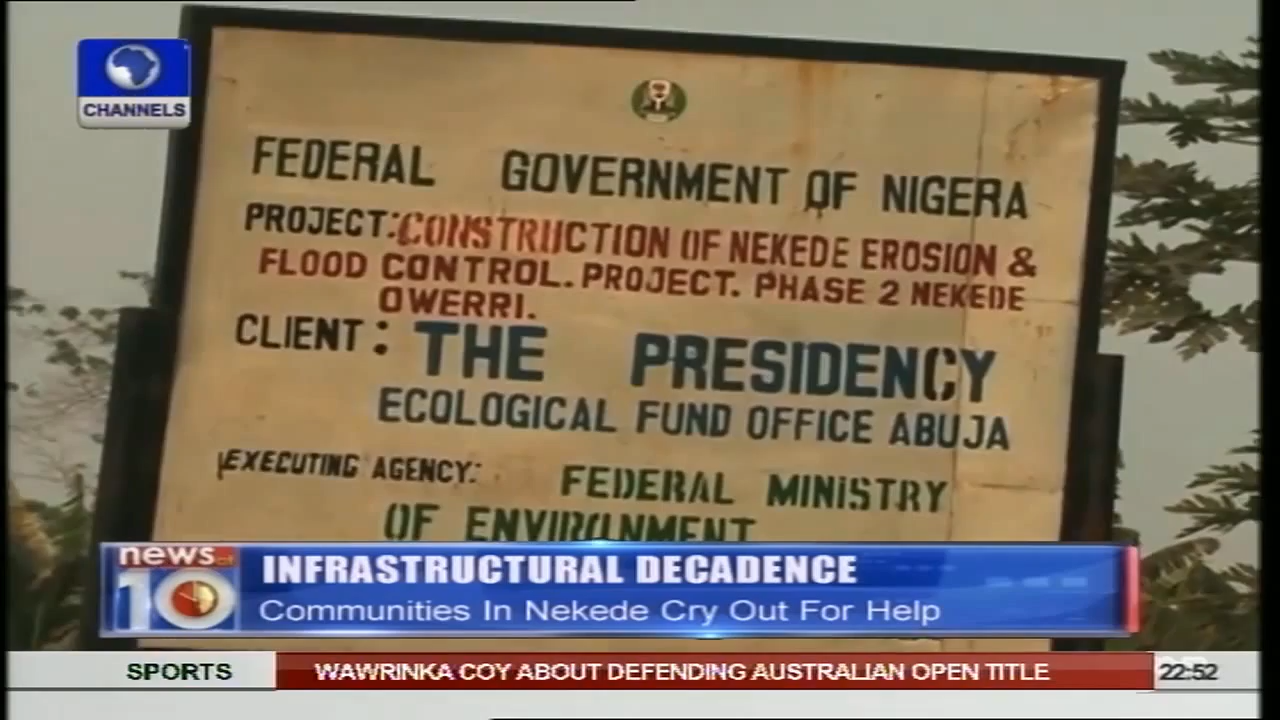 CHANNELS
FEDERAL GOVERNMENT OF NIGERA
PROJECT: CONSTRUCTION OF NEKEDE EROSION &
FLOOD CONTROL. PROJECT. PHASE 2 NEKEDE
OWERRI.
CLIENT: THE PRESIDENCY
ECOLOGICAL FUND OFFICE ABUJA
EXECUTING AGENCY: FEDERAL MINISTRY
OF ENVIRONMENT
news at
10
INFRASTRUCTURAL DECADENCE
Communities In Nekede Cry Out For Help
SPORTS WAWRINKA COY ABOUT DEFENDING AUSTRALIAN OPEN TITLE 22:52